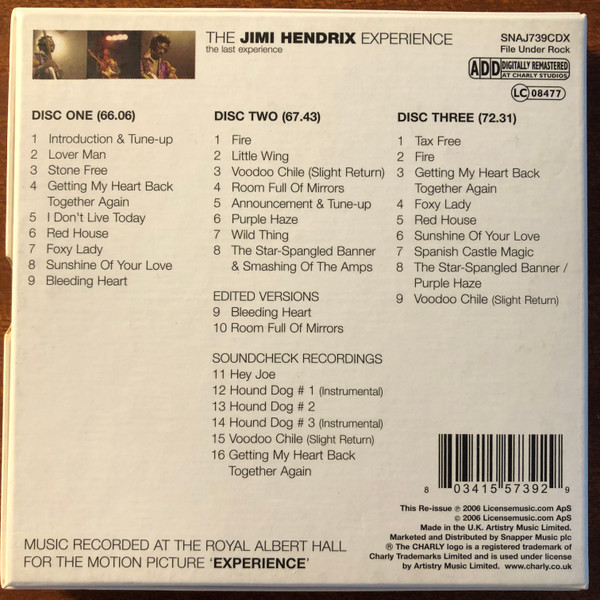 THE JIMI HENDRIX EXPERIENCE
the last experience
SNAJ739CDX
File Under Rock
ADD DIGITALLY REMASTERED
AT CHARLY STUDIOS
LC 08477
DISC ONE (66.06)
1 Introduction & Tune-up
2 Lover Man
3 Stone Free
4 Getting My Heart Back
Together Again
5 I Don't Live Today
6 Red House
7 Foxy Lady
8 Sunshine Of Your Love
9 Bleeding Heart
DISC TWO (67.43)
1 Fire
2 Little Wing
3 Voodoo Chile (Slight Return)
4 Room Full Of Mirrors
5 Announcement & Tune-up
6 Purple Haze
7 Wild Thing
8 The Star-Spangled Banner
& Smashing Of The Amps
EDITED VERSIONS
9 Bleeding Heart
10 Room Full Of Mirrors
SOUNDCHECK RECORDINGS
11 Hey Joe
12 Hound Dog # 1 (Instrumental)
13 Hound Dog # 2
14 Hound Dog # 3 (Instrumental)
15 Voodoo Chile (Slight Return)
16 Getting My Heart Back
Together Again
DISC THREE (72.31)
1 Tax Free
2 Fire
3 Getting My Heart Back
Together Again
4 Foxy Lady
5 Red House
6 Sunshine Of Your Love
7 Spanish Castle Magic
8 The Star-Spangled Banner /
Purple Haze
9 Voodoo Chile (Slight Return)
8 03415 57392 9
This Re-issue ℗ 2006 Licensemusic.com ApS
© 2006 Licensemusic.com ApS
Made in the U.K. Artistry Music Limited.
Marketed and Distributed by Snapper Music plc
® The CHARLY logo is a registered trademark of
Charly Trademarks Limited and is used under license
by Artistry Music Limited. www.charly.co.uk
MUSIC RECORDED AT THE ROYAL ALBERT HALL
FOR THE MOTION PICTURE 'EXPERIENCE'